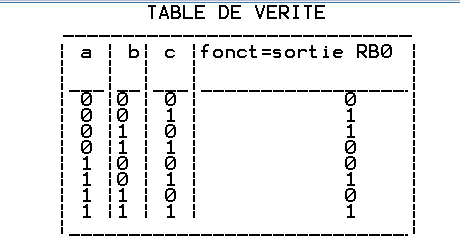 TABLE DE VERITE
a b c fonct=sortie RB0
0 0 0 0
0 0 1 1
0 1 0 1
0 1 1 0
1 0 0 0
1 0 1 1
1 1 0 0
1 1 1 1